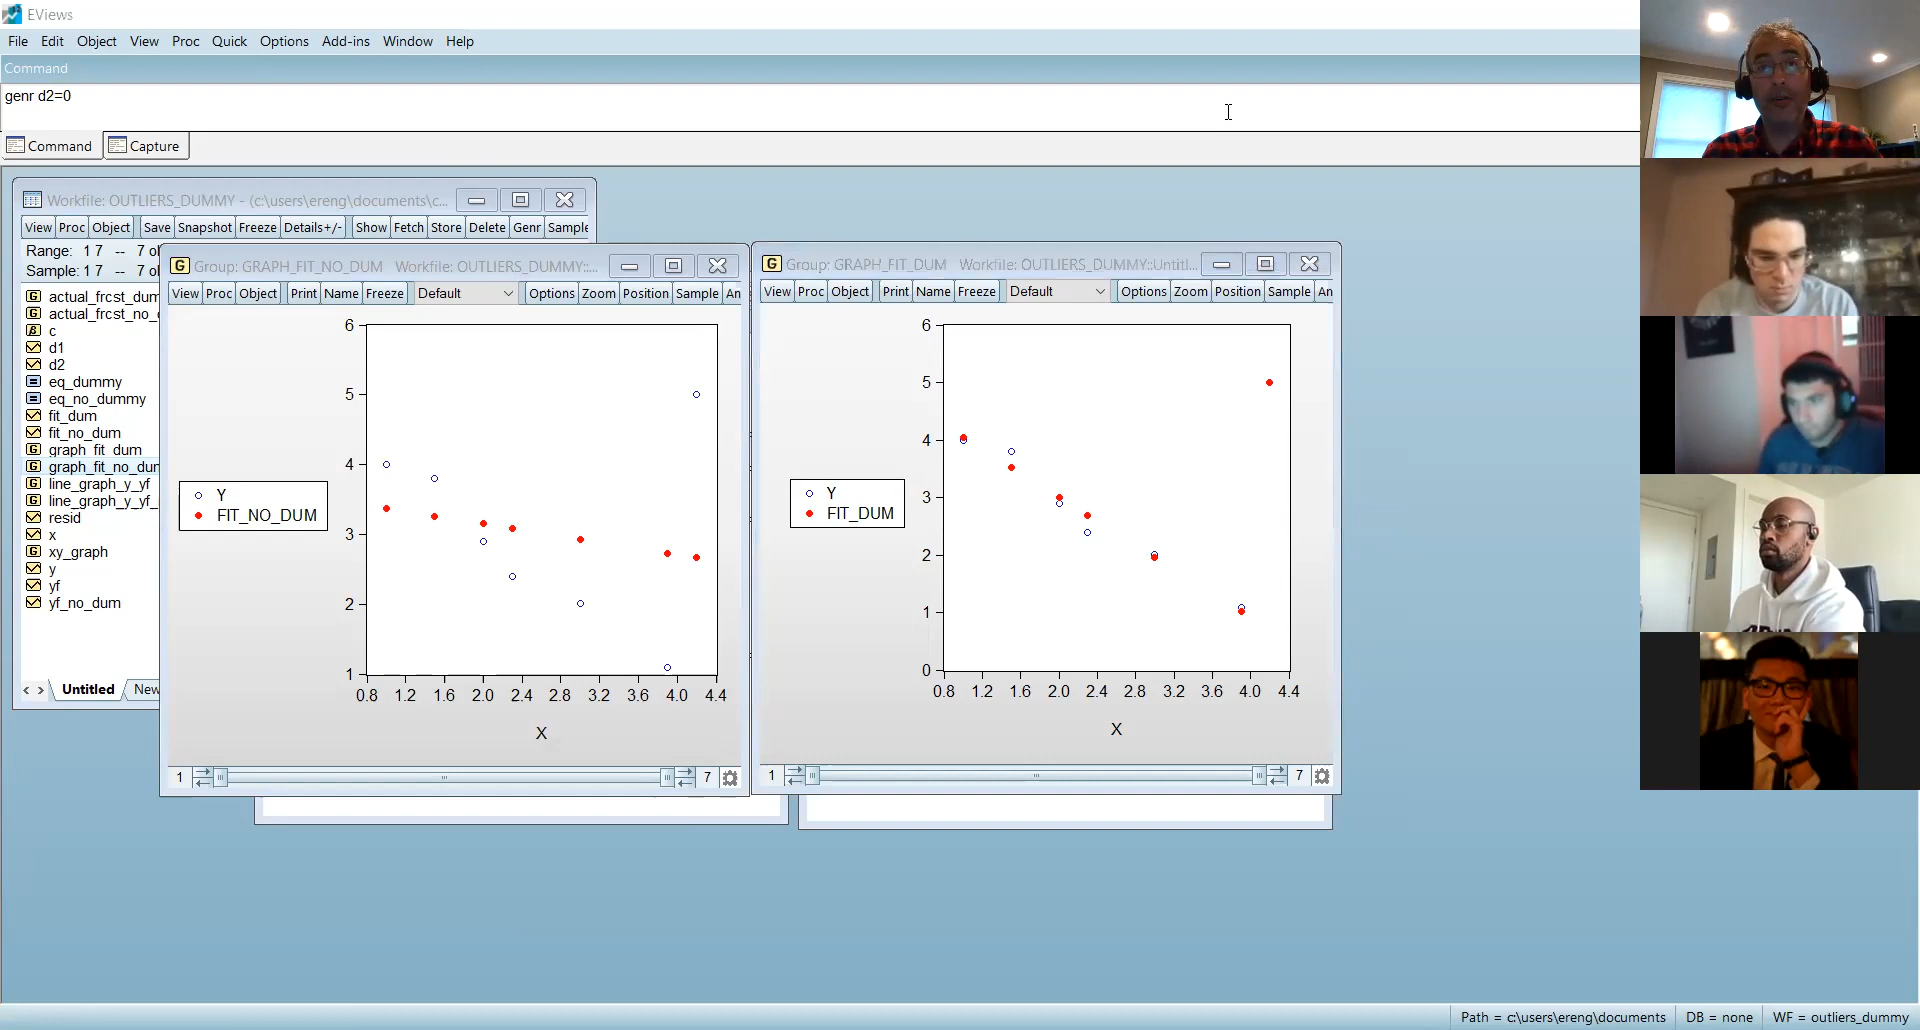 EViews
File Edit Object View Proc Quick Options Add-ins Window Help
Command
genr d2=0
Command Capture
Workfile: OUTLIERS_DUMMY - (c:\users\ereng\documents\c...
View Proc Object Save Snapshot Freeze Details+/- Show Fetch Store Delete Genr Sample
Range: 1 7 -- 7 ol
Sample: 1 7 -- 7 ol
actual_frcst_dum
actual_frcst_no_
c
d1
d2
eq_dummy
eq_no_dummy
fit_dum
fit_no_dum
graph_fit_dum
graph_fit_no_dum
line_graph_y_yf
line_graph_y_yf_
resid
x
xy_graph
y
yf
yf_no_dum
Untitled New
Group: GRAPH_FIT_NO_DUM Workfile: OUTLIERS_DUMMY::...
View Proc Object Print Name Freeze Default Options Zoom Position Sample An
6
5
4
3
2
1
0.8 1.2 1.6 2.0 2.4 2.8 3.2 3.6 4.0 4.4
X
Y
FIT_NO_DUM
1 7
Group: GRAPH_FIT_DUM Workfile: OUTLIERS_DUMMY::Untitl...
View Proc Object Print Name Freeze Default Options Zoom Position Sample An
6
5
4
3
2
1
0
0.8 1.2 1.6 2.0 2.4 2.8 3.2 3.6 4.0 4.4
X
Y
FIT_DUM
1 7
Path = c:\users\ereng\documents DB = none WF = outliers_dummy